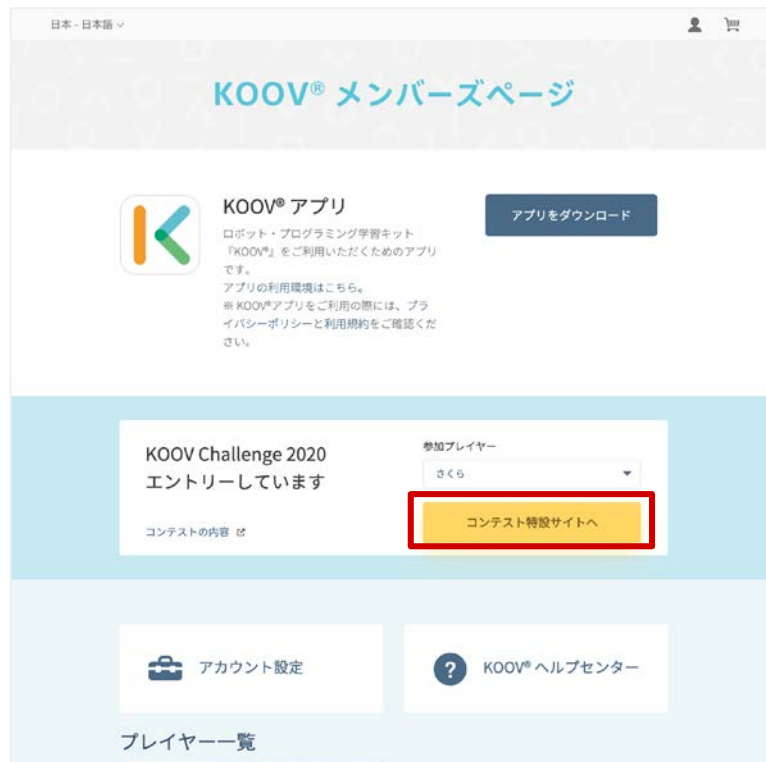 日本 - 日本語
KOOV® メンバーズページ
KOOV® アプリ
ロボット・プログラミング学習キット
『KOOV®』をご利用いただくためのアプリ
です。
アプリの利用環境はこちら。
※ KOOV®アプリをご利用の際には、プラ
イバシーポリシーと利用規約をご確認くだ
さい。
アプリをダウンロード
KOOV Challenge 2020
エントリーしています
コンテストの内容
参加プレイヤー
さくら
コンテスト特設サイトへ
アカウント設定
? KOOV® ヘルプセンター
プレイヤー一覧